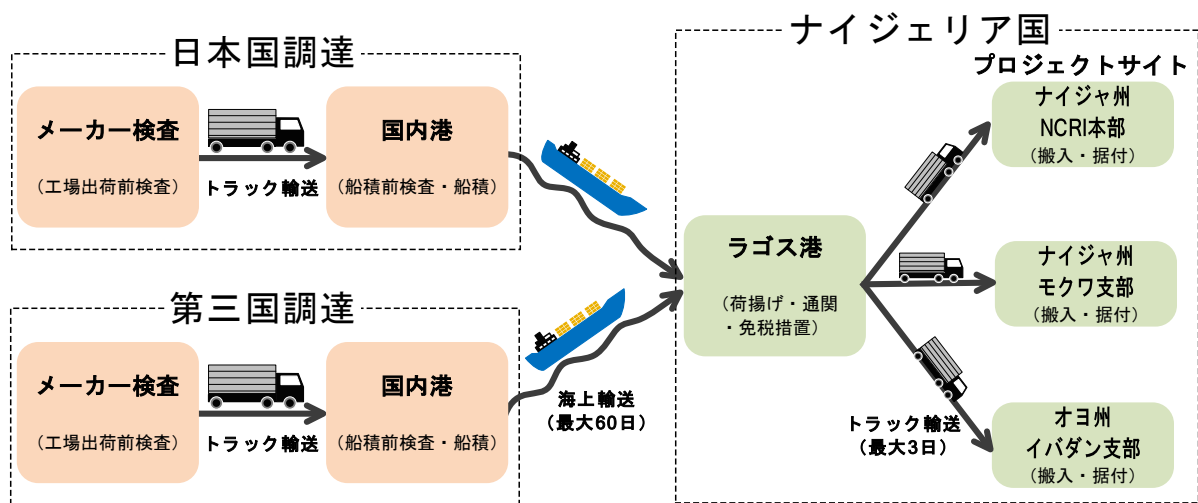 日本国調達
メーカー検査
（工場出荷前検査）
トラック輸送
国内港
（船積前検査・船積）
第三国調達
メーカー検査
（工場出荷前検査）
トラック輸送
国内港
（船積前検査・船積）
海上輸送
（最大60日）
ナイジェリア国
ラゴス港
（荷揚げ・通関
・免税措置）
トラック輸送
（最大3日）
プロジェクトサイト
ナイジャ州
NCRI本部
（搬入・据付）
ナイジャ州
モクワ支部
（搬入・据付）
オヨ州
イバダン支部
（搬入・据付）